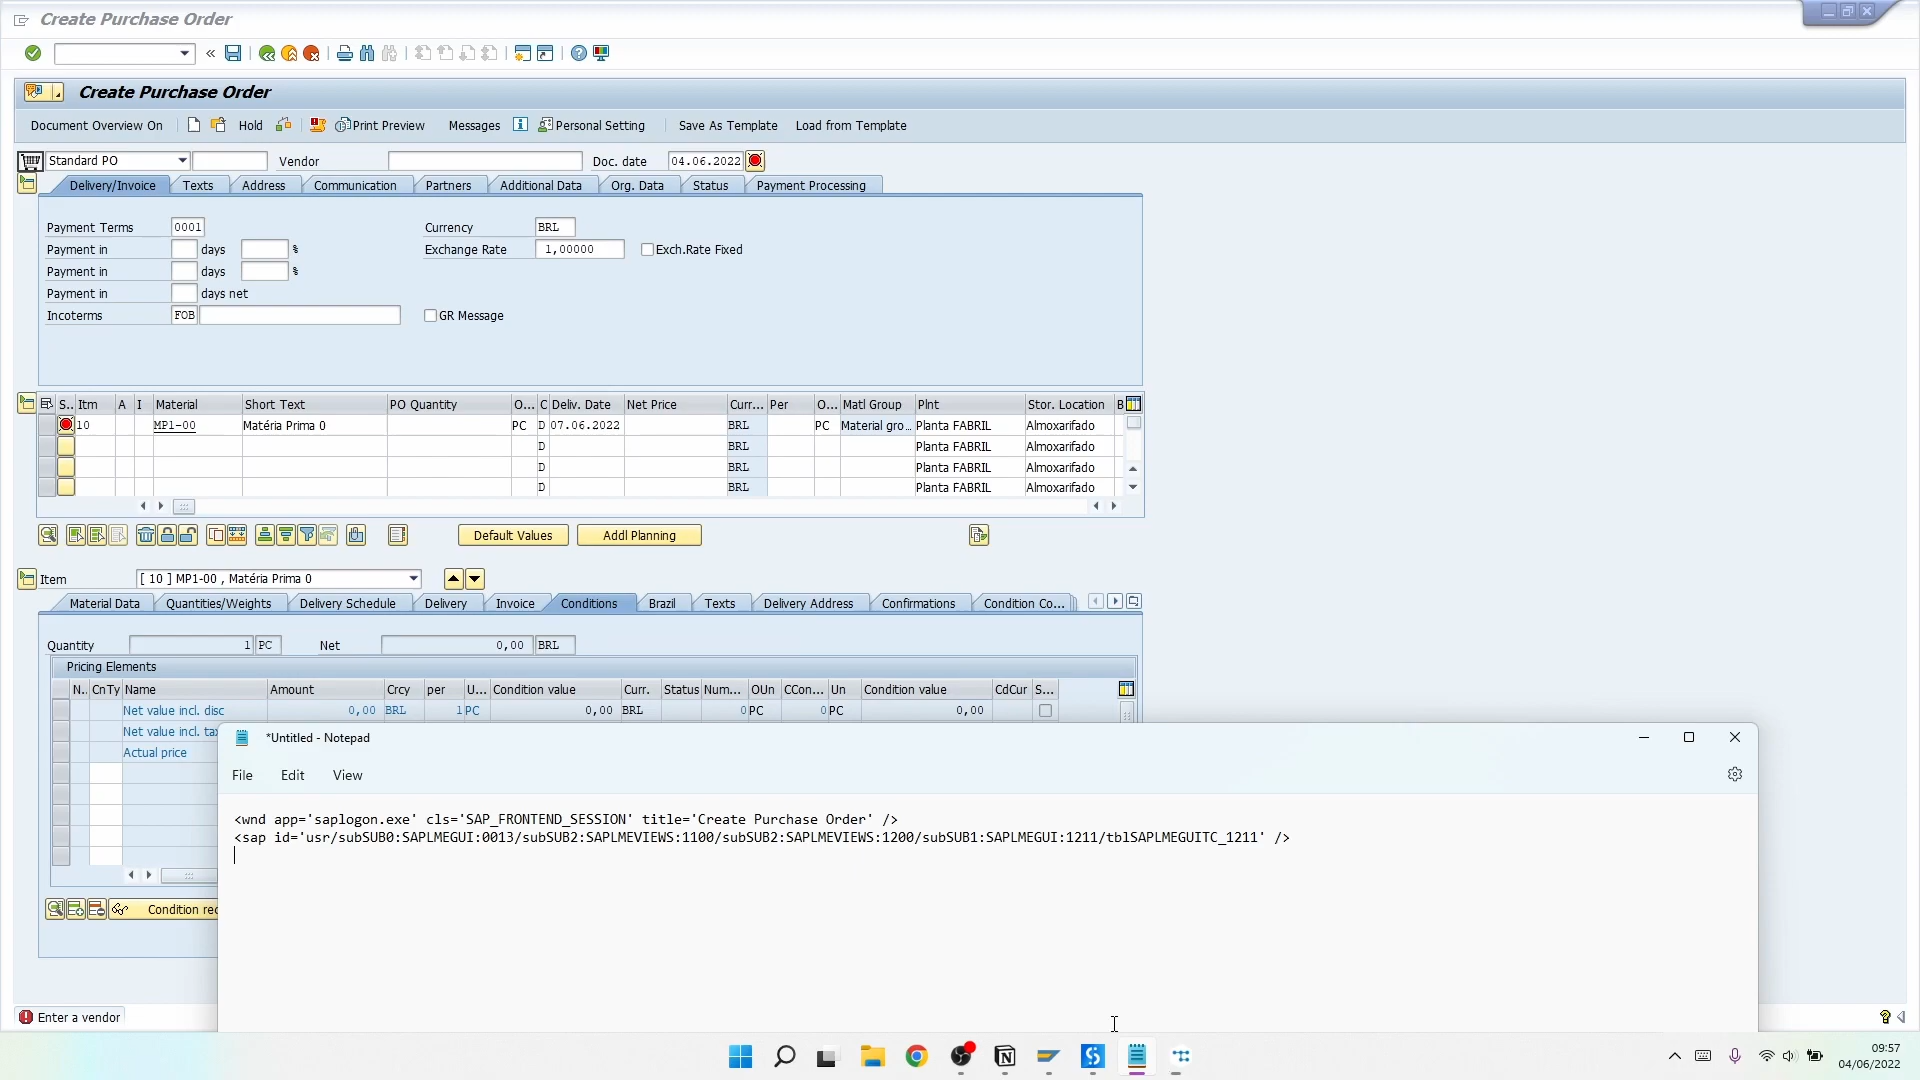 Create Purchase Order
Create Purchase Order
Document Overview On Hold Print Preview Messages Personal Setting Save As Template Load from Template
Standard PO Vendor Doc. date 04.06.2022
Delivery/Invoice Texts Address Communication Partners Additional Data Org. Data Status Payment Processing
Payment Terms 0001 Currency BRL
Payment in days % Exchange Rate 1,00000 Exch.Rate Fixed
Payment in days %
Payment in days net
Incoterms FOB GR Message
S.. Itm A I Material Short Text PO Quantity O... C Deliv. Date Net Price Curr... Per O... Matl Group Plnt Stor. Location B
10 MP1-00 Matéria Prima 0 PC D 07.06.2022 BRL PC Material gro... Planta FABRIL Almoxarifado
D BRL Planta FABRIL Almoxarifado
D BRL Planta FABRIL Almoxarifado
D BRL Planta FABRIL Almoxarifado
Default Values Addl Planning
Item [ 10 ] MP1-00 , Matéria Prima 0
Material Data Quantities/Weights Delivery Schedule Delivery Invoice Conditions Brazil Texts Delivery Address Confirmations Condition Co...
Quantity 1 PC Net 0,00 BRL
Pricing Elements
N.. CnTy Name Amount Crcy per U... Condition value Curr. Status Num... OUn CCon... Un Condition value CdCur S...
Net value incl. disc 0,00 BRL 1 PC 0,00 BRL 0 PC 0 PC 0,00
Net value incl. tax
Actual price
Condition rec
*Untitled - Notepad
File Edit View
<wnd app='saplogon.exe' cls='SAP_FRONTEND_SESSION' title='Create Purchase Order' />
<sap id='usr/subSUB0:SAPLMEGUI:0013/subSUB2:SAPLMEVIEWS:1100/subSUB2:SAPLMEVIEWS:1200/subSUB1:SAPLMEGUI:1211/tblSAPLMEGUITC_1211' />
Enter a vendor
09:57
04/06/2022